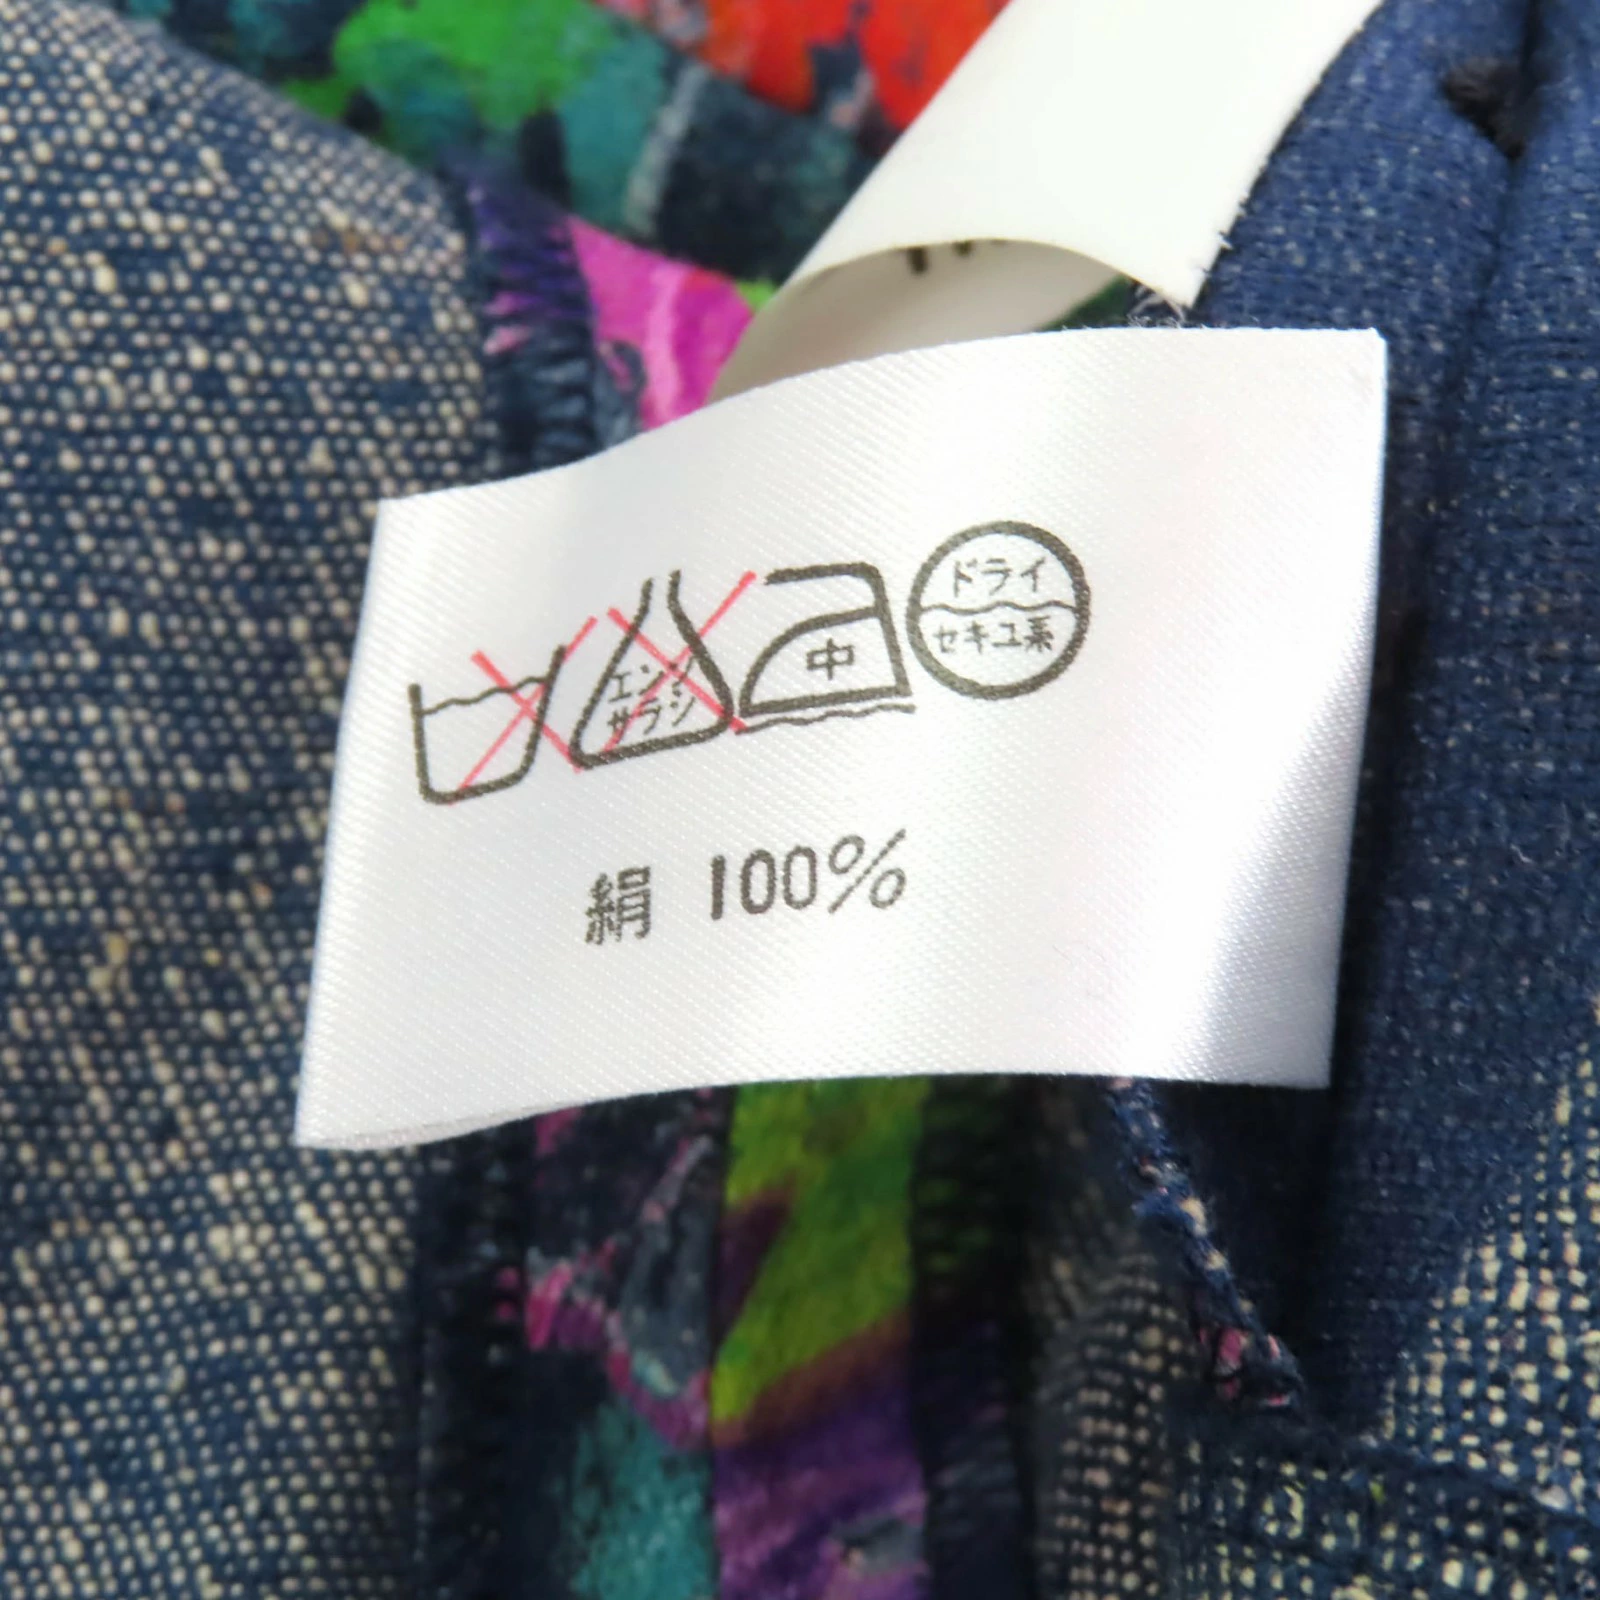 エンソ
サラシ
中
ドライ
セキユ系
絹 100%